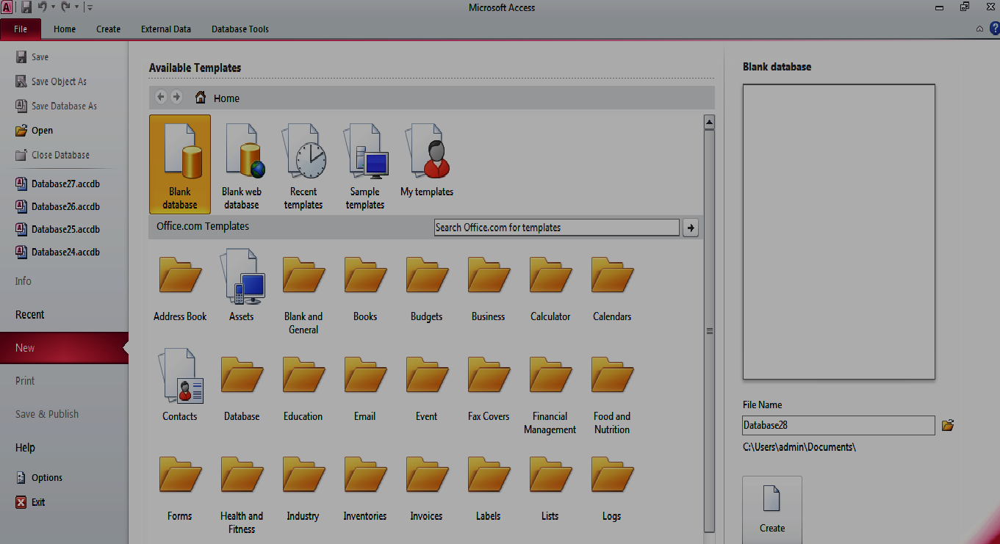 Microsoft Access
File Home Create External Data Database Tools
Save
Save Object As
Save Database As
Open
Close Database
Database27.accdb
Database26.accdb
Database25.accdb
Database24.accdb
Info
Recent
New
Print
Save & Publish
Help
Options
Exit
Available Templates
Home
Blank
database
Blank web
database
Recent
templates
Sample
templates
My templates
Office.com Templates
Search Office.com for templates
Address Book
Assets
Blank and
General
Books
Budgets
Business
Calculator
Calendars
Contacts
Database
Education
Email
Event
Fax Covers
Financial
Management
Food and
Nutrition
Forms
Health and
Fitness
Industry
Inventories
Invoices
Labels
Lists
Logs
Blank database
File Name
Database28
C:\Users\admin\Documents\
Create